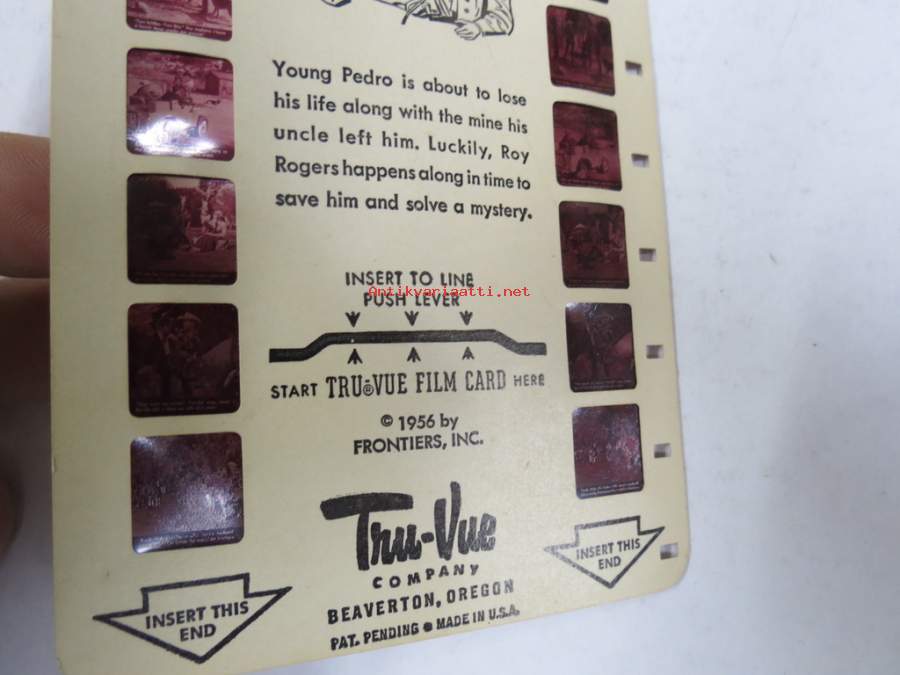 Young Pedro is about to lose
his life along with the mine his
uncle left him. Luckily, Roy
Rogers happens along in time to
save him and solve a mystery.
INSERT TO LINE
Antikvariaatti.net
PUSH LEVER
START TRU-VUE FILM CARD HERE
© 1956 by
FRONTIERS, INC.
Tru-Vue
COMPANY
BEAVERTON, OREGON
PAT. PENDING ● MADE IN U.S.A.
INSERT THIS
END
INSERT THIS
END